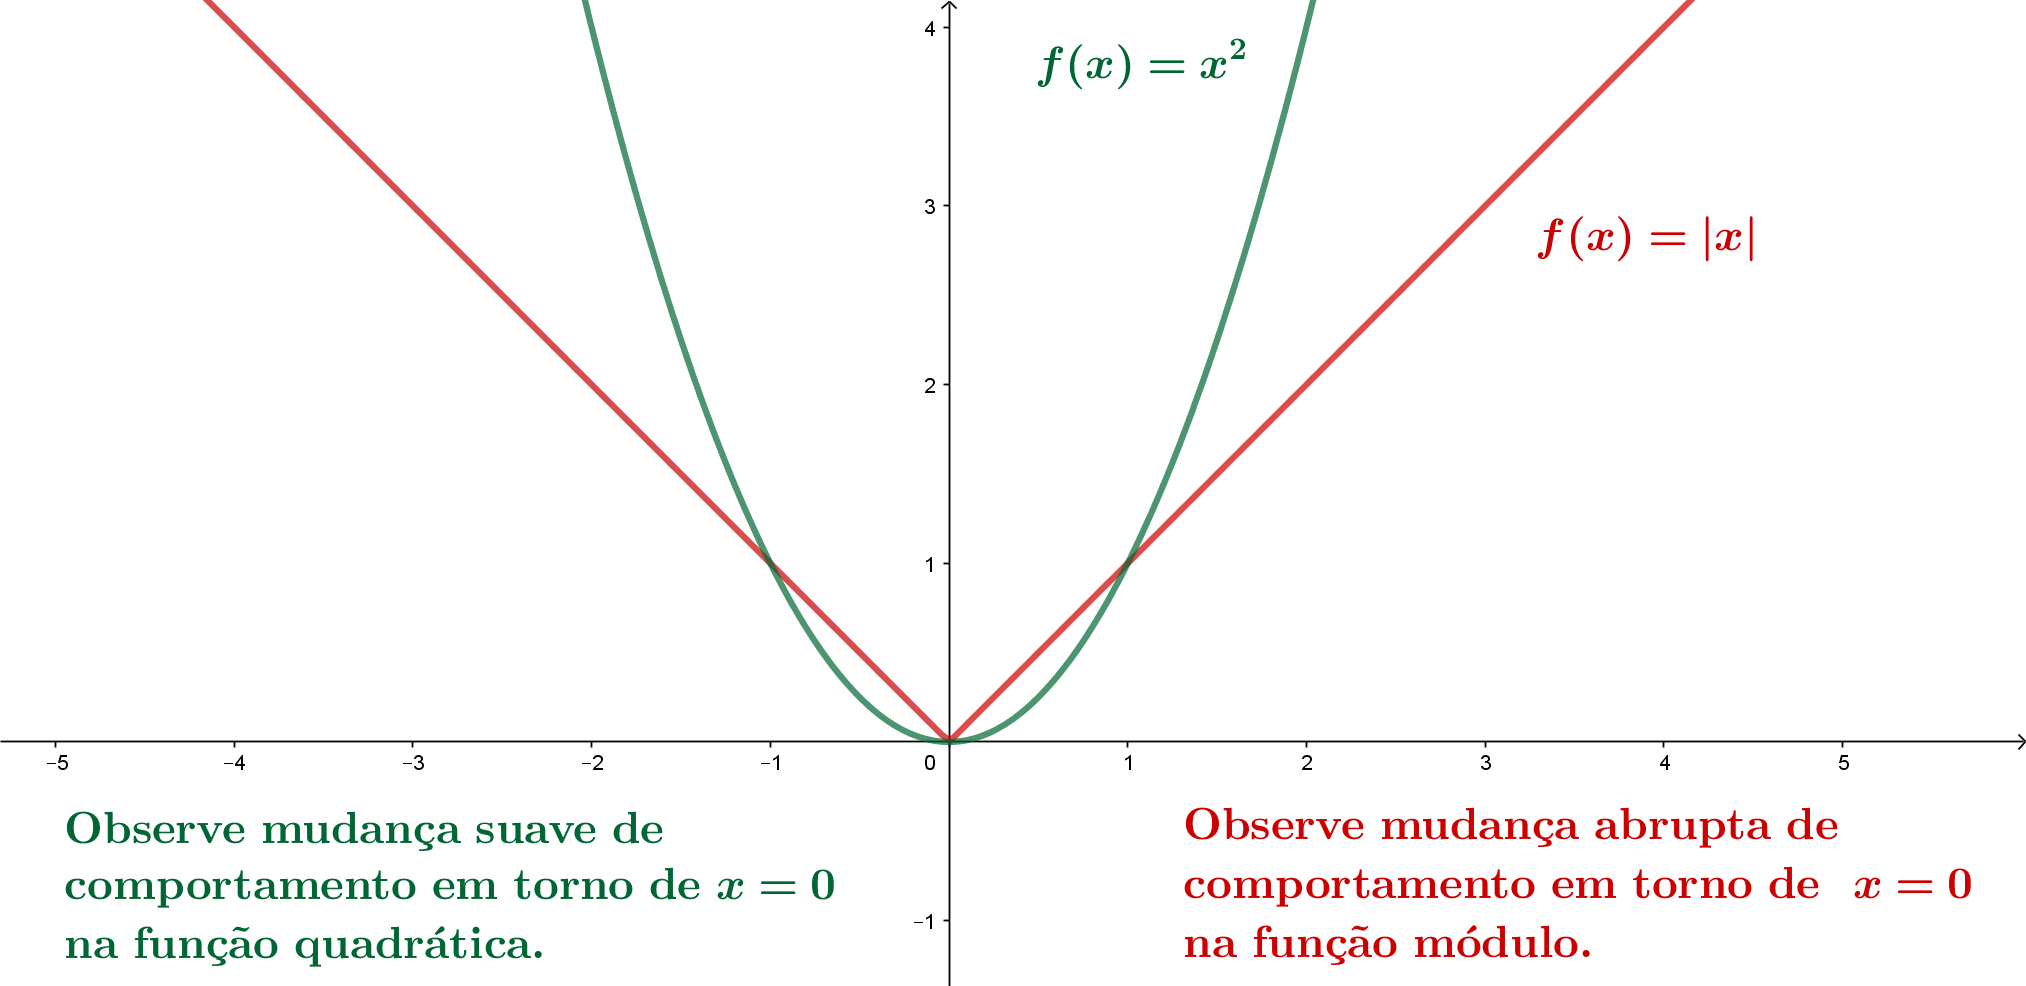 4
f(x) = x²
3
f(x) = |x|
2
1
−5 −4 −3 −2 −1 0 1 2 3 4 5
Observe mudança suave de
comportamento em torno de x = 0
na função quadrática.
Observe mudança abrupta de
comportamento em torno de x = 0
na função módulo.
−1